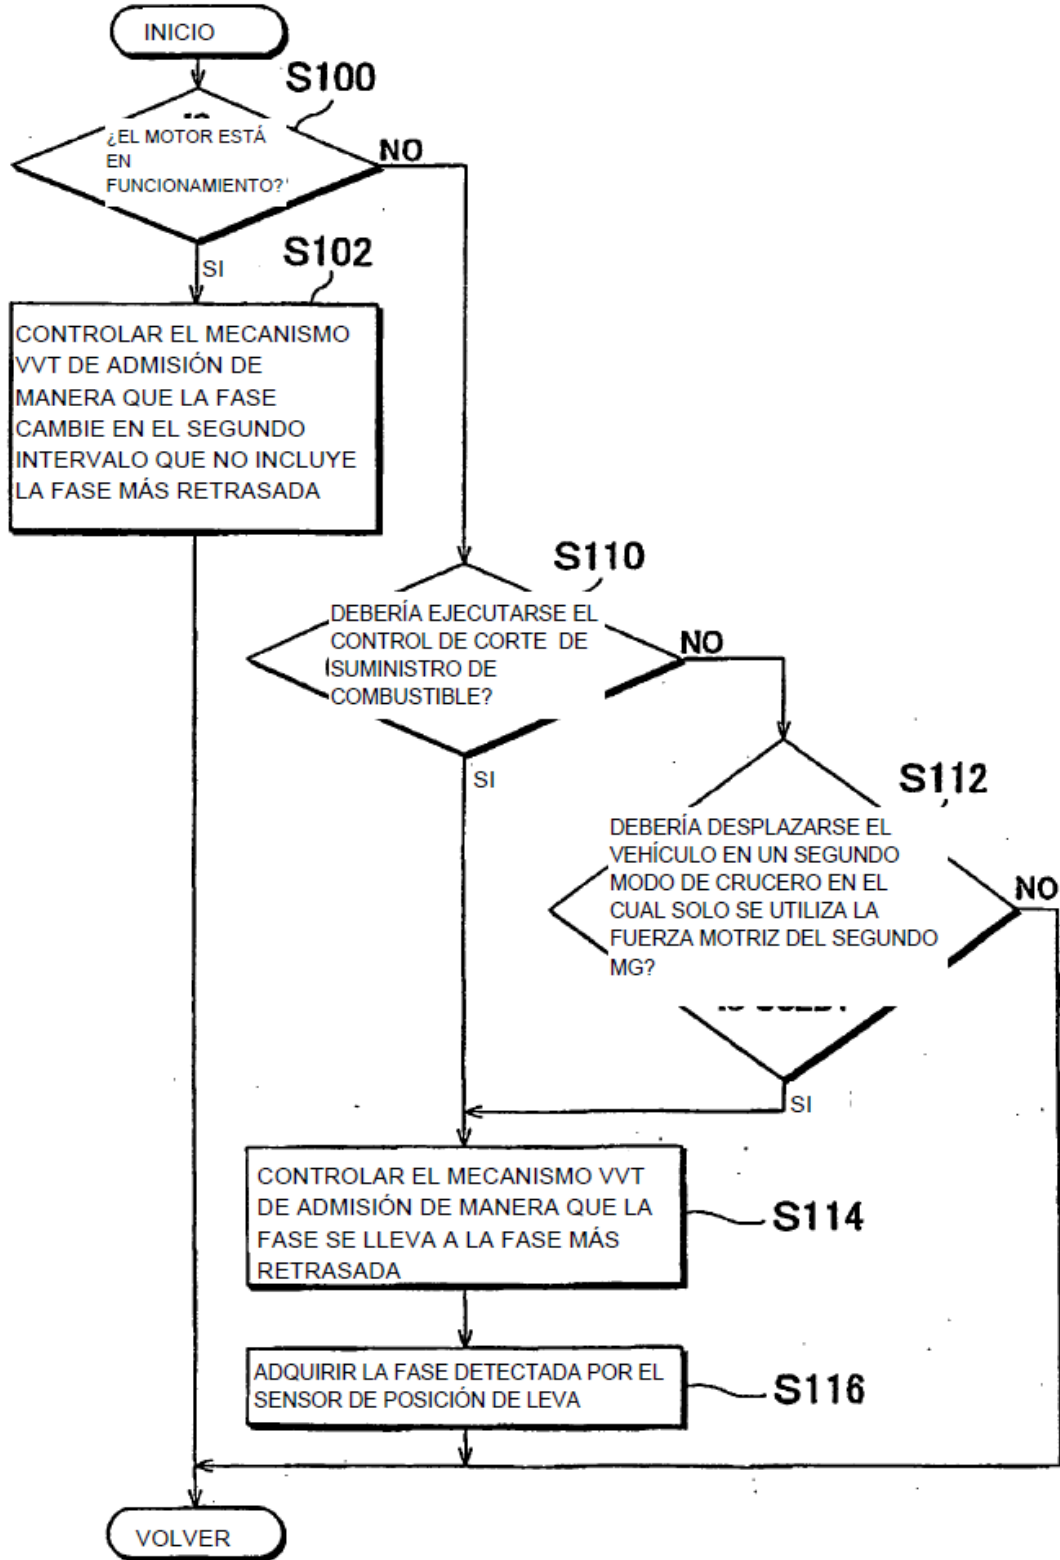 INICIO
S100
¿EL MOTOR ESTÁ
EN
FUNCIONAMIENTO?
NO
S102
SI
CONTROLAR EL MECANISMO
VVT DE ADMISIÓN DE
MANERA QUE LA FASE
CAMBIE EN EL SEGUNDO
INTERVALO QUE NO INCLUYE
LA FASE MÁS RETRASADA
S110
DEBERÍA EJECUTARSE EL
CONTROL DE CORTE DE
SUMINISTRO DE
COMBUSTIBLE?
NO
SI
S112
DEBERÍA DESPLAZARSE EL
VEHÍCULO EN UN SEGUNDO
MODO DE CRUCERO EN EL
CUAL SOLO SE UTILIZA LA
FUERZA MOTRIZ DEL SEGUNDO
MG?
NO
SI
CONTROLAR EL MECANISMO VVT
DE ADMISIÓN DE MANERA QUE LA
FASE SE LLEVA A LA FASE MÁS
RETRASADA
S114
ADQUIRIR LA FASE DETECTADA POR EL
SENSOR DE POSICIÓN DE LEVA
S116
VOLVER